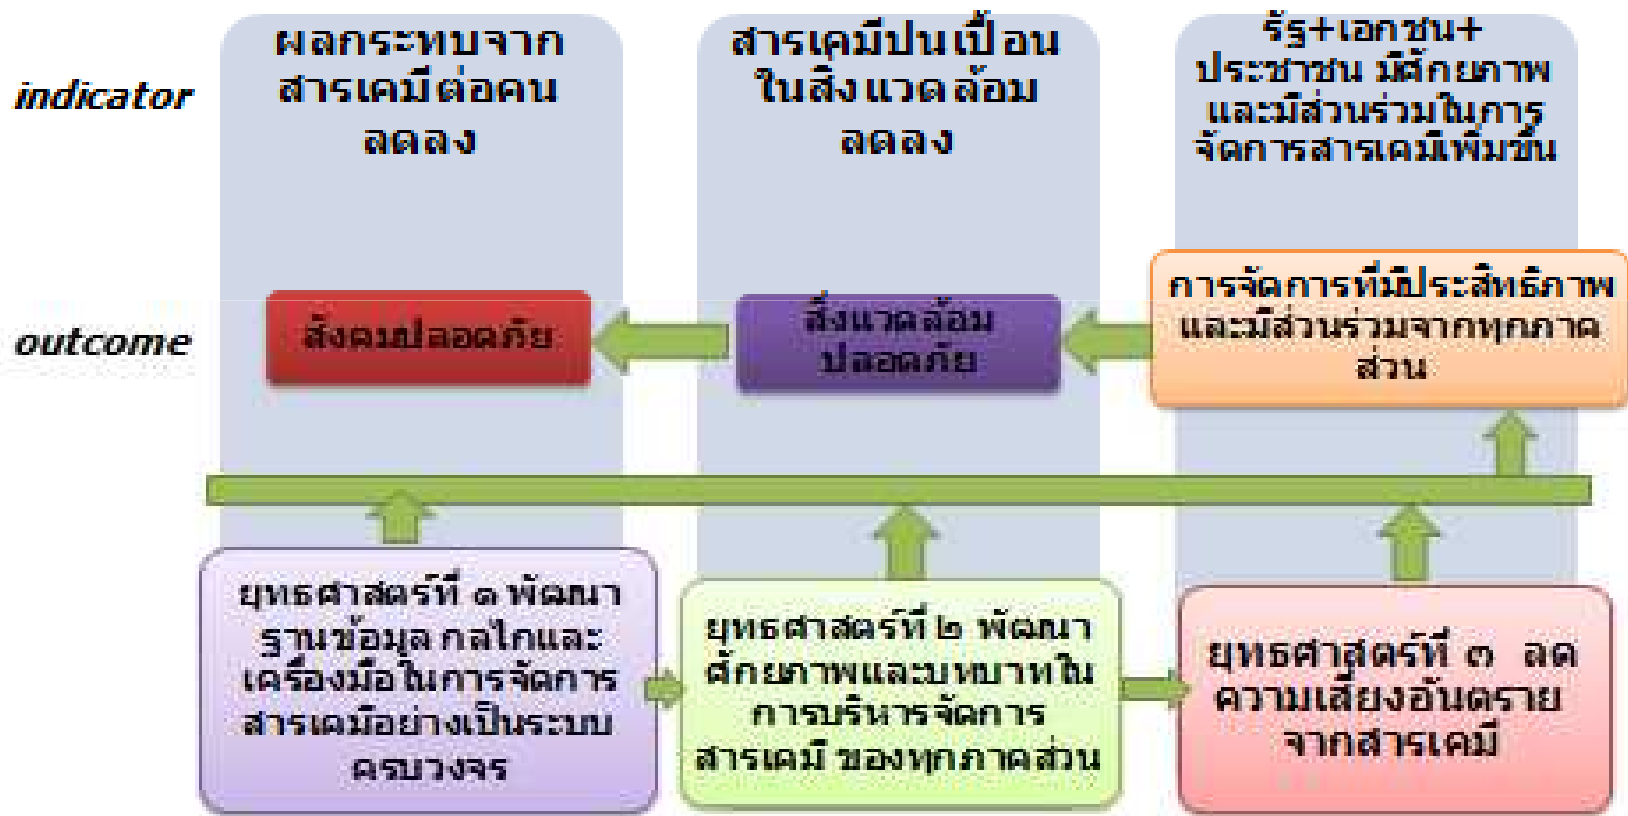 indicator
ผลกระทบจาก
สารเคมีต่อคน
ลดลง
สารเคมีปนเปื้อน
ในสิ่งแวดล้อม
ลดลง
รัฐ+เอกชน+
ประชาชน มีศักยภาพ
และมีส่วนร่วมในการ
จัดการสารเคมีเพิ่มขึ้น
outcome
สังคมปลอดภัย
สิ่งแวดล้อม
ปลอดภัย
การจัดการที่มีประสิทธิภาพ
และมีส่วนร่วมจากทุกภาค
ส่วน
ยุทธศาสตร์ที่ ๑ พัฒนา
ฐานข้อมูล กลไกและ
เครื่องมือในการจัดการ
สารเคมีอย่างเป็นระบบ
ครบวงจร
ยุทธศาสตร์ที่ ๒ พัฒนา
ศักยภาพและบทบาทใน
การบริหารจัดการ
สารเคมี ของทุกภาคส่วน
ยุทธศาสตร์ที่ ๓ ลด
ความเสี่ยงอันตราย
จากสารเคมี